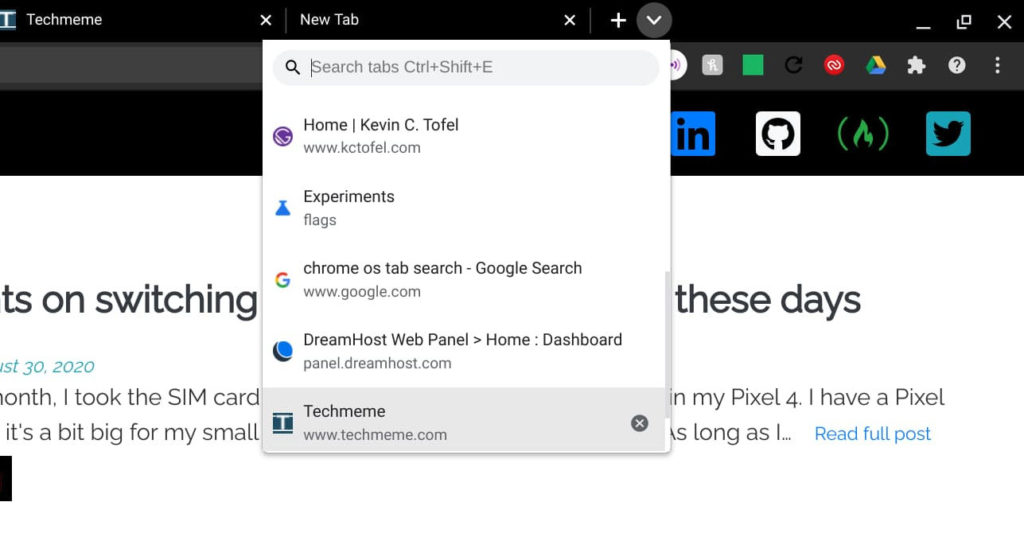 Techmeme
New Tab
Search tabs Ctrl+Shift+E
Home | Kevin C. Tofel
www.kctofel.com
Experiments
flags
chrome os tab search - Google Search
www.google.com
DreamHost Web Panel > Home : Dashboard
panel.dreamhost.com
Techmeme
www.techmeme.com
in
on switching these days
30, 2020
I took the SIM card in my Pixel 4. I have a Pixel
it's a bit big for my small As long as I… Read full post